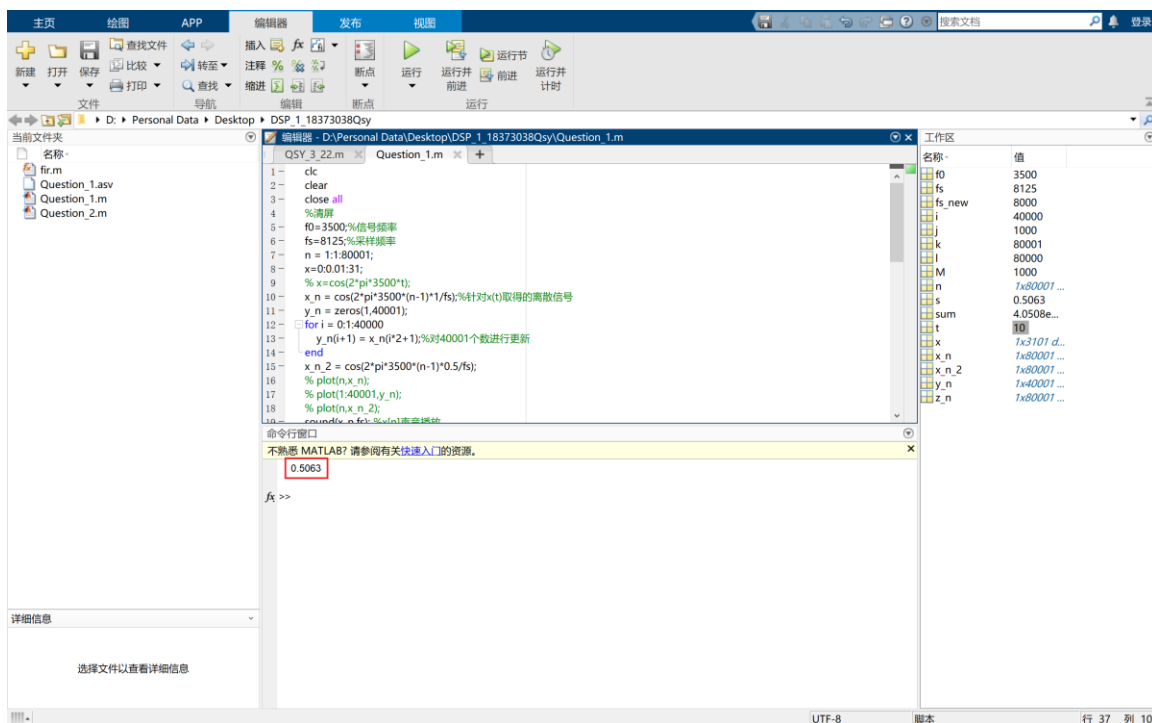 主页 绘图 APP 编辑器 发布 视图 搜索文档 登录
新建 打开 保存 查找文件 比较 打印 转至 查找 插入 fx 注释 % 缩进 断点 运行 运行并前进 运行节 前进 运行并计时
文件 导航 编辑 断点 运行
D: Personal Data Desktop DSP_1_18373038Qsy
当前文件夹
名称
fir.m
Question_1.asv
Question_1.m
Question_2.m
详细信息
选择文件以查看详细信息
编辑器 - D:\Personal Data\Desktop\DSP_1_18373038Qsy\Question_1.m
QSY_3_22.m Question_1.m +
1 clc
2 clear
3 close all
4 %清屏
5 f0=3500;%信号频率
6 fs=8125;%采样频率
7 n = 1:1:80001;
8 x=0:0.01:31;
9 % x=cos(2*pi*3500*t);
10 x_n = cos(2*pi*3500*(n-1)*1/fs);%针对x(t)取得的离散信号
11 y_n = zeros(1,40001);
12 for i = 0:1:40000
13 y_n(i+1) = x_n(i*2+1);%对40001个数进行更新
14 end
15 x_n_2 = cos(2*pi*3500*(n-1)*0.5/fs);
16 % plot(n,x_n);
17 % plot(1:40001,y_n);
18 % plot(n,x_n_2);
19 sound(x_n,fs); %x[n]声音播放
命令行窗口
不熟悉 MATLAB? 请参阅有关快速入门的资源。
0.5063
fx >>
工作区
名称 值
f0 3500
fs 8125
fs_new 8000
i 40000
j 1000
k 80001
l 80000
M 1000
n 1x80001 ...
s 0.5063
sum 4.0508e...
t 10
x 1x3101 d...
x_n 1x80001 ...
x_n_2 1x80001 ...
y_n 1x40001 ...
z_n 1x80001 ...
UTF-8 脚本 行 37 列 10